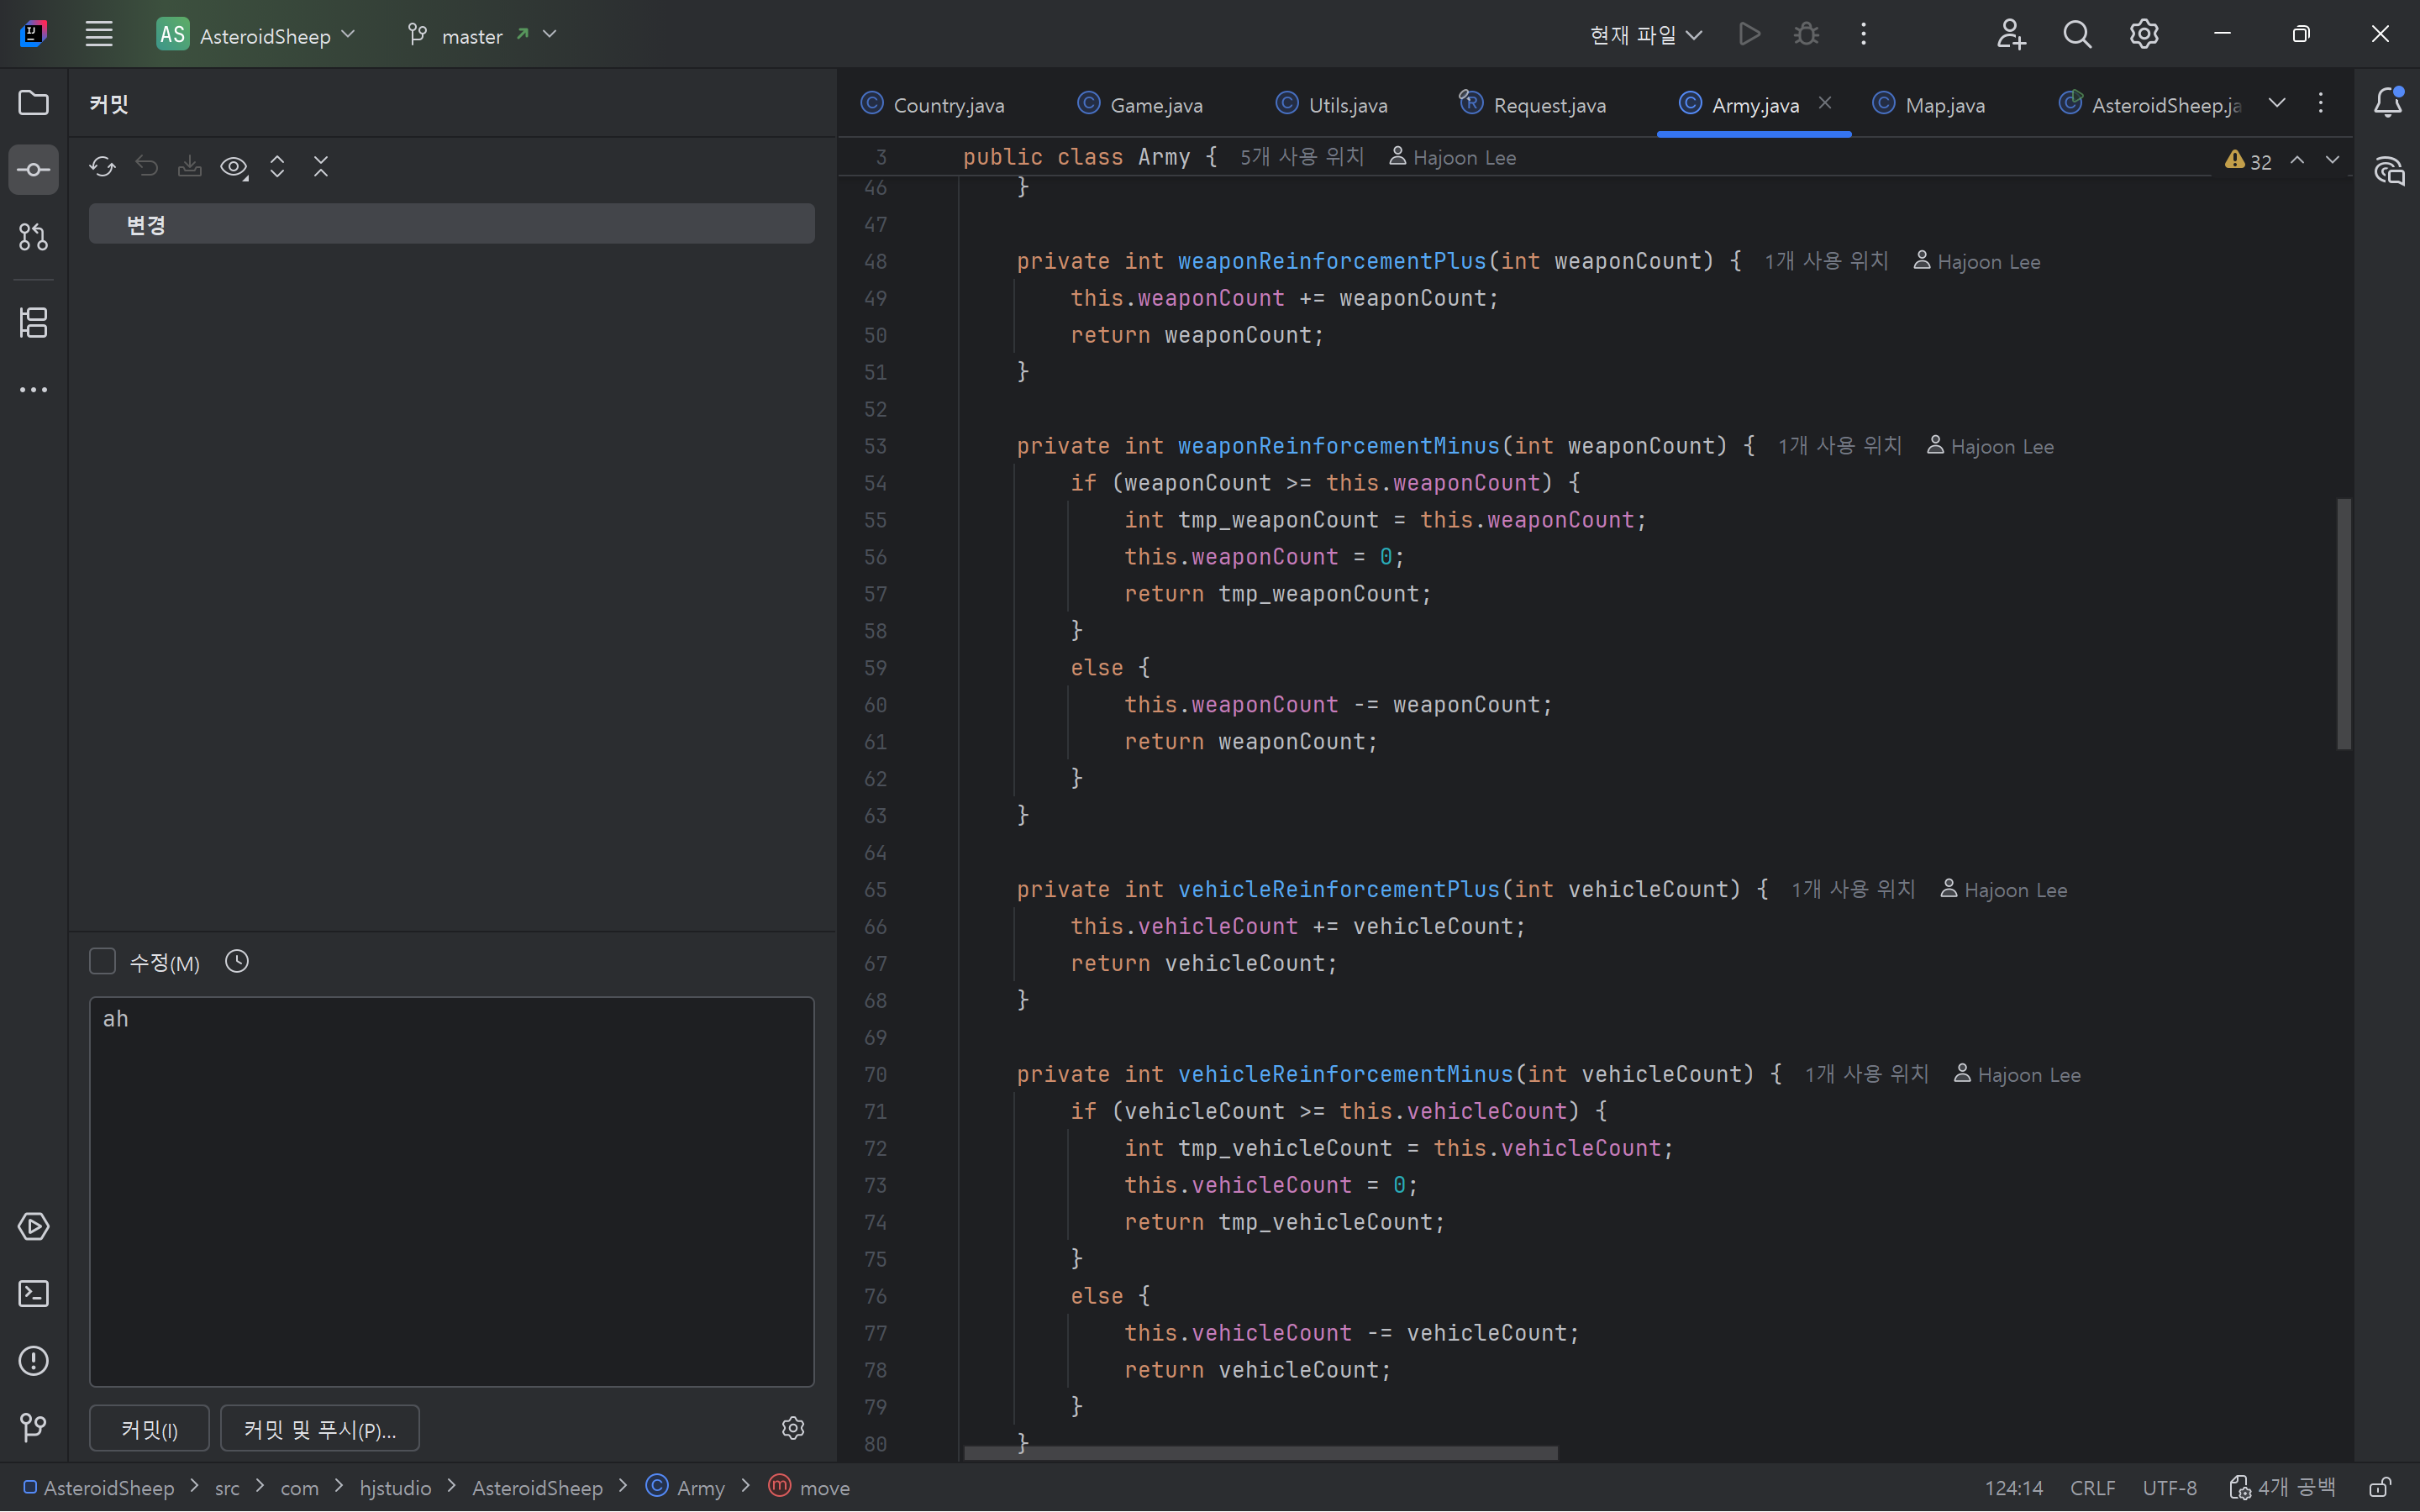 AS AsteroidSheep master 현재 파일
커밋
변경
수정(M)
ah
커밋(I) 커밋 및 푸시(P)...
Country.java Game.java Utils.java Request.java Army.java Map.java AsteroidSheep.ja
3 public class Army { 5개 사용 위치 Hajoon Lee 32
46 }
47
48 private int weaponReinforcementPlus(int weaponCount) { 1개 사용 위치 Hajoon Lee
49 this.weaponCount += weaponCount;
50 return weaponCount;
51 }
52
53 private int weaponReinforcementMinus(int weaponCount) { 1개 사용 위치 Hajoon Lee
54 if (weaponCount >= this.weaponCount) {
55 int tmp_weaponCount = this.weaponCount;
56 this.weaponCount = 0;
57 return tmp_weaponCount;
58 }
59 else {
60 this.weaponCount -= weaponCount;
61 return weaponCount;
62 }
63 }
64
65 private int vehicleReinforcementPlus(int vehicleCount) { 1개 사용 위치 Hajoon Lee
66 this.vehicleCount += vehicleCount;
67 return vehicleCount;
68 }
69
70 private int vehicleReinforcementMinus(int vehicleCount) { 1개 사용 위치 Hajoon Lee
71 if (vehicleCount >= this.vehicleCount) {
72 int tmp_vehicleCount = this.vehicleCount;
73 this.vehicleCount = 0;
74 return tmp_vehicleCount;
75 }
76 else {
77 this.vehicleCount -= vehicleCount;
78 return vehicleCount;
79 }
80 }
AsteroidSheep > src > com > hjstudio > AsteroidSheep > Army > move 124:14 CRLF UTF-8 4개 공백